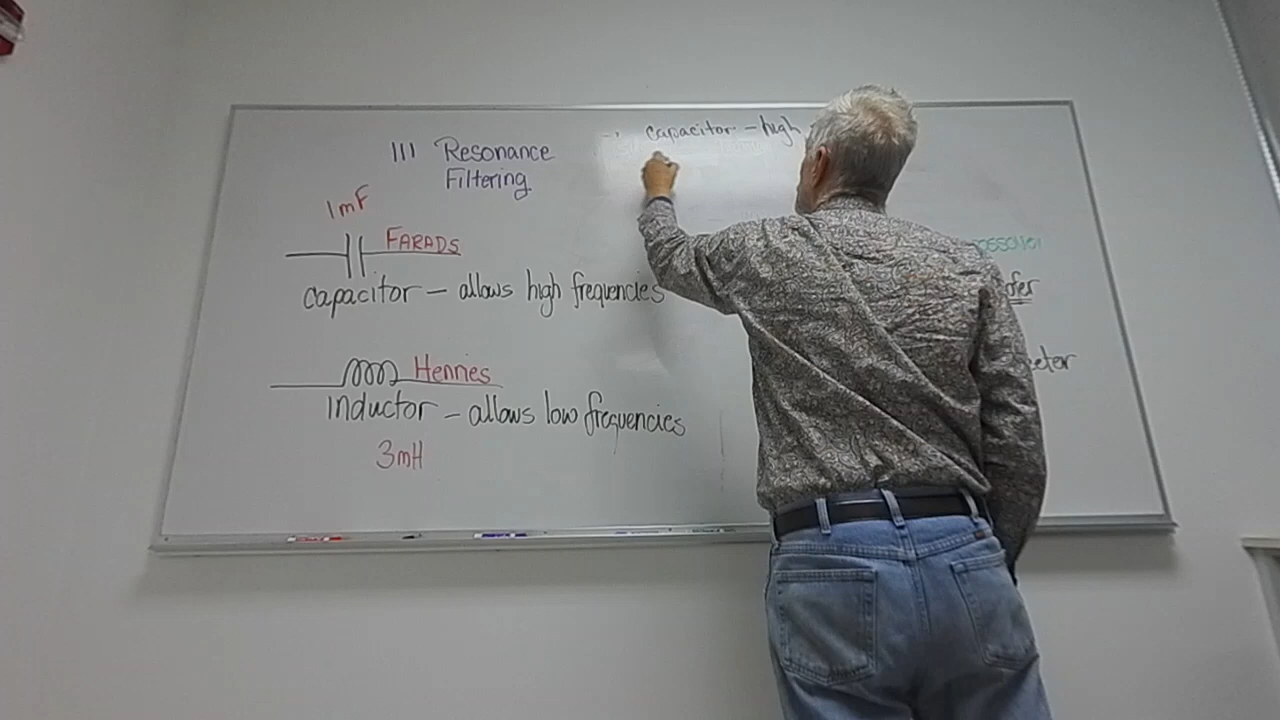 III Resonance
Filtering
1mF
FARADS
capacitor - allows high frequencies
Hennies
inductor - allows low frequencies
3mH
capacitor - high